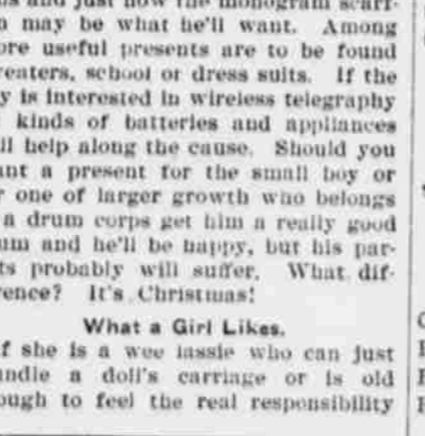 and just now the monogram scarf-
may be what he'll want. Among
ore useful presents are to be found
eaters, school or dress suits. If the
y is interested in wireless telegraphy
kinds of batteries and appliances
ll help along the cause. Should you
ant a present for the small boy or
r one of larger growth who belongs
a drum corps get him a really good
um and he'll be happy, but his par-
ts probably will suffer. What dif-
rence? It's Christmas!
What a Girl Likes.
f she is a wee lassie who can just
andle a doll's carriage or is old
ough to feel the real responsibility